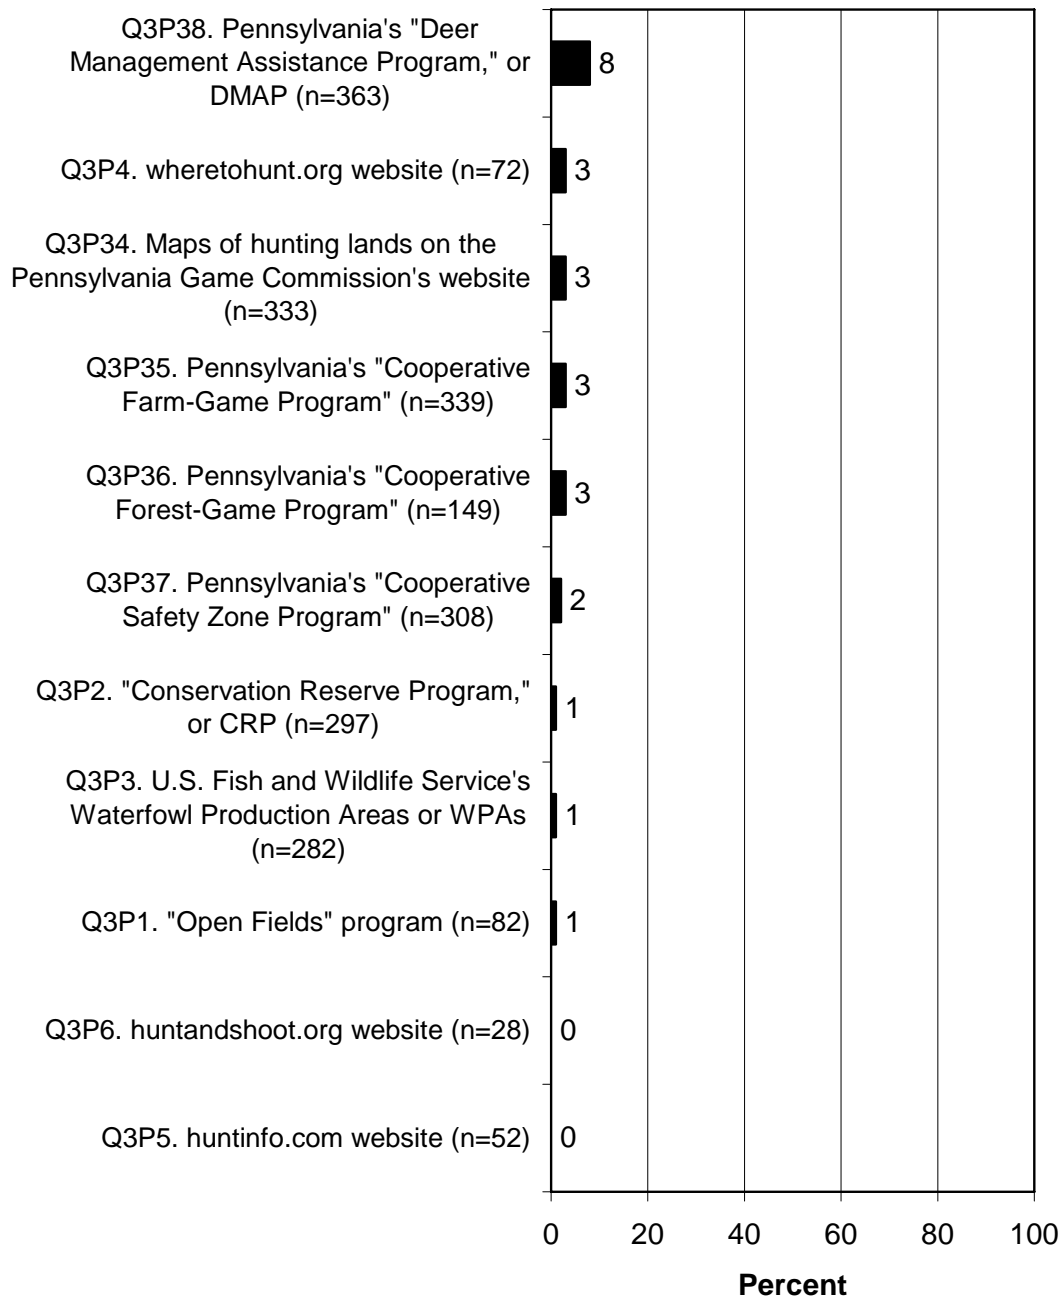 Q3P38. Pennsylvania's "Deer
Management Assistance Program," or
DMAP (n=363)
8
Q3P4. wheretohunt.org website (n=72)
3
Q3P34. Maps of hunting lands on the
Pennsylvania Game Commission's website
(n=333)
3
Q3P35. Pennsylvania's "Cooperative
Farm-Game Program" (n=339)
3
Q3P36. Pennsylvania's "Cooperative
Forest-Game Program" (n=149)
3
Q3P37. Pennsylvania's "Cooperative
Safety Zone Program" (n=308)
2
Q3P2. "Conservation Reserve Program,"
or CRP (n=297)
1
Q3P3. U.S. Fish and Wildlife Service's
Waterfowl Production Areas or WPAs
(n=282)
1
Q3P1. "Open Fields" program (n=82)
1
Q3P6. huntandshoot.org website (n=28)
0
Q3P5. huntinfo.com website (n=52)
0
0 20 40 60 80 100
Percent